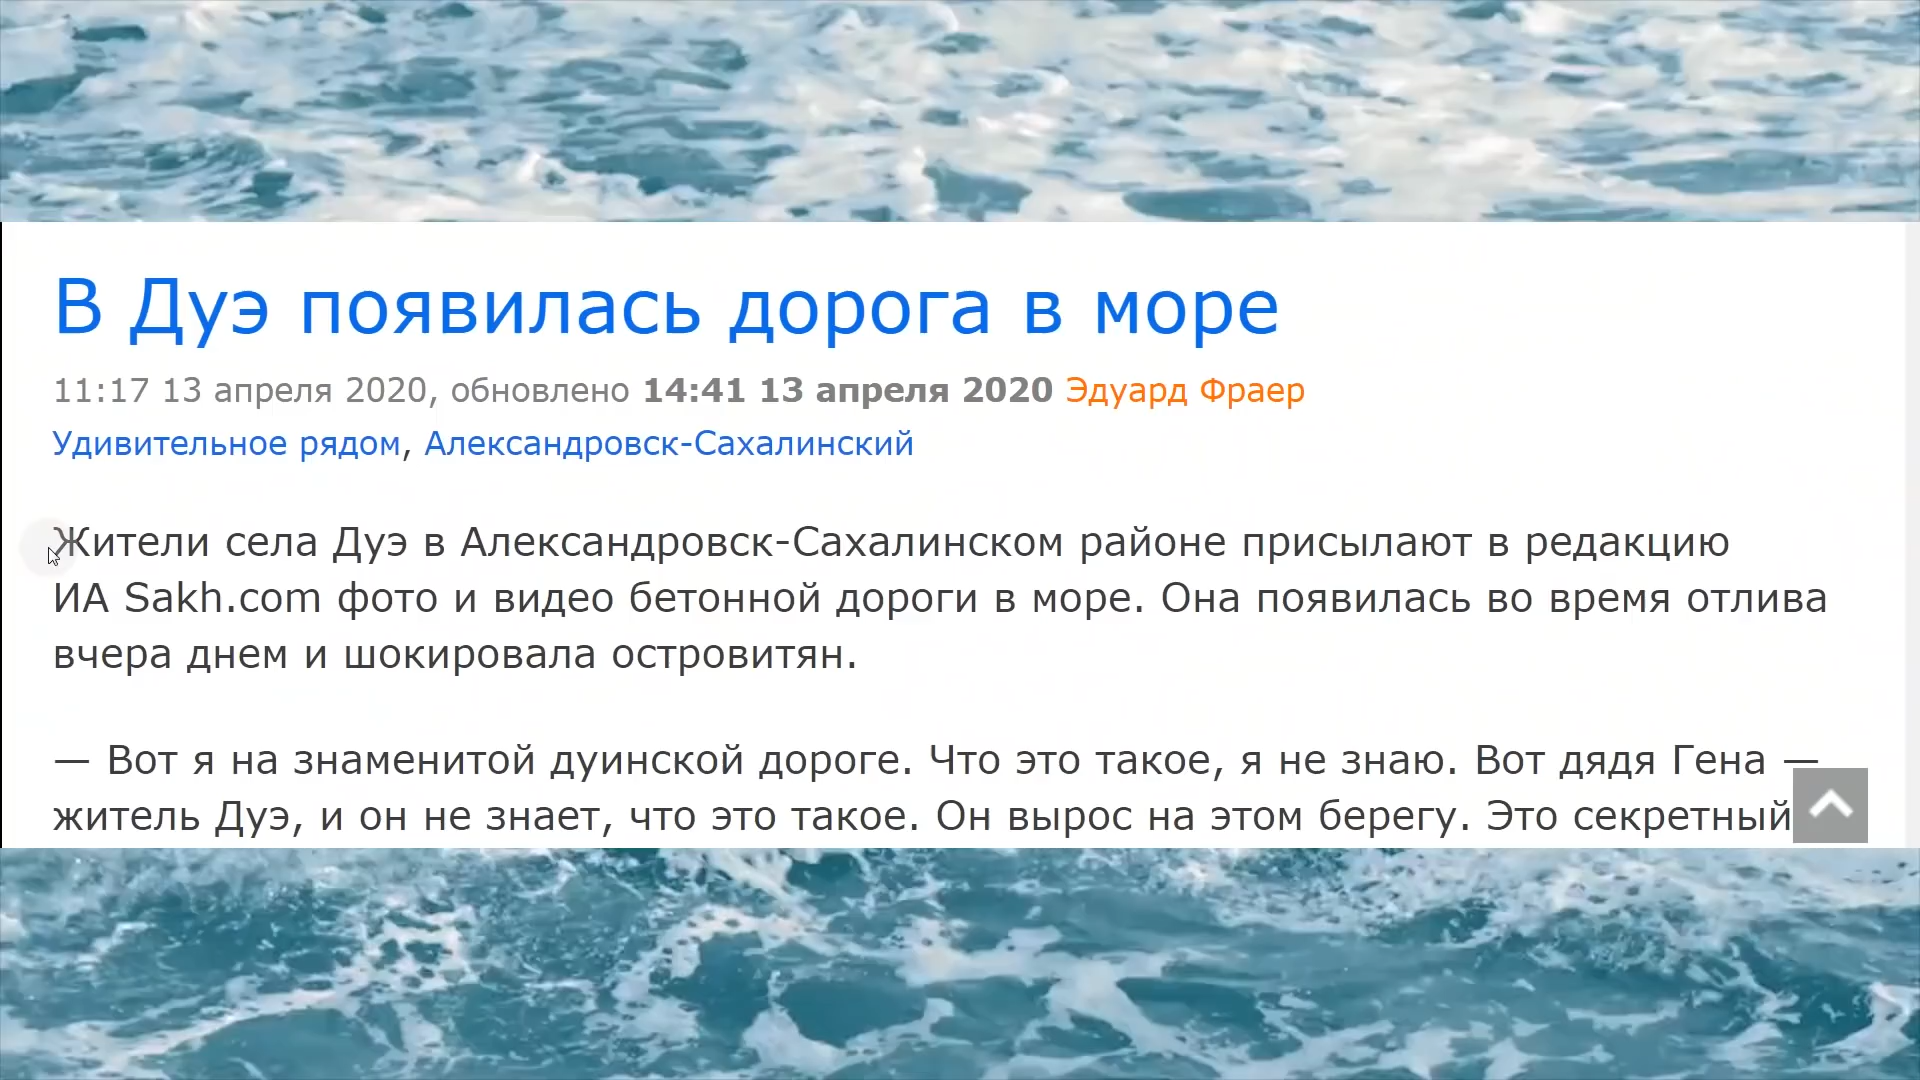 В Дуэ появилась дорога в море
11:17 13 апреля 2020, обновлено 14:41 13 апреля 2020 Эдуард Фраер
Удивительное рядом, Александровск-Сахалинский
Жители села Дуэ в Александровск-Сахалинском районе присылают в редакцию
ИА Sakh.com фото и видео бетонной дороги в море. Она появилась во время отлива
вчера днем и шокировала островитян.
— Вот я на знаменитой дуинской дороге. Что это такое, я не знаю. Вот дядя Гена —
житель Дуэ, и он не знает, что это такое. Он вырос на этом берегу. Это секретный